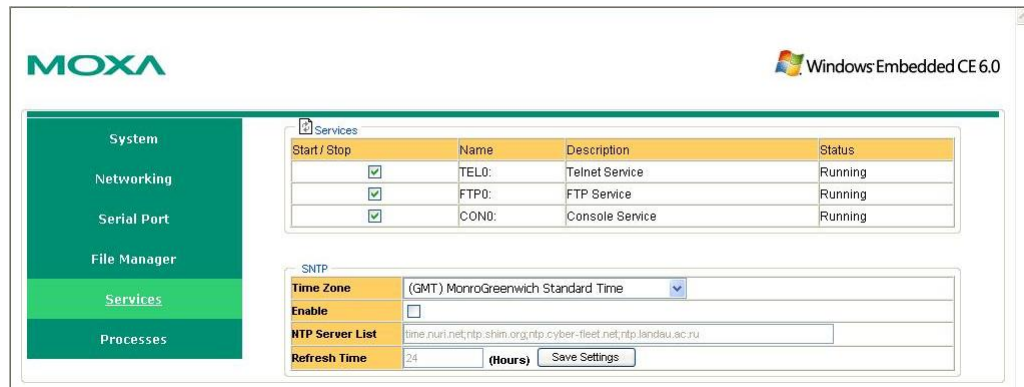 MOXA
Windows Embedded CE 6.0
System
Networking
Serial Port
File Manager
Services
Processes
Services
Start / Stop Name Description Status
TEL0: Telnet Service Running
FTP0: FTP Service Running
CON0: Console Service Running
SNTP
Time Zone (GMT) MonroGreenwich Standard Time
Enable
NTP Server List time.nuri.net;ntp.shim.org;ntp.cyber-fleet.net;ntp.landau.ac.ru
Refresh Time 24 (Hours) Save Settings